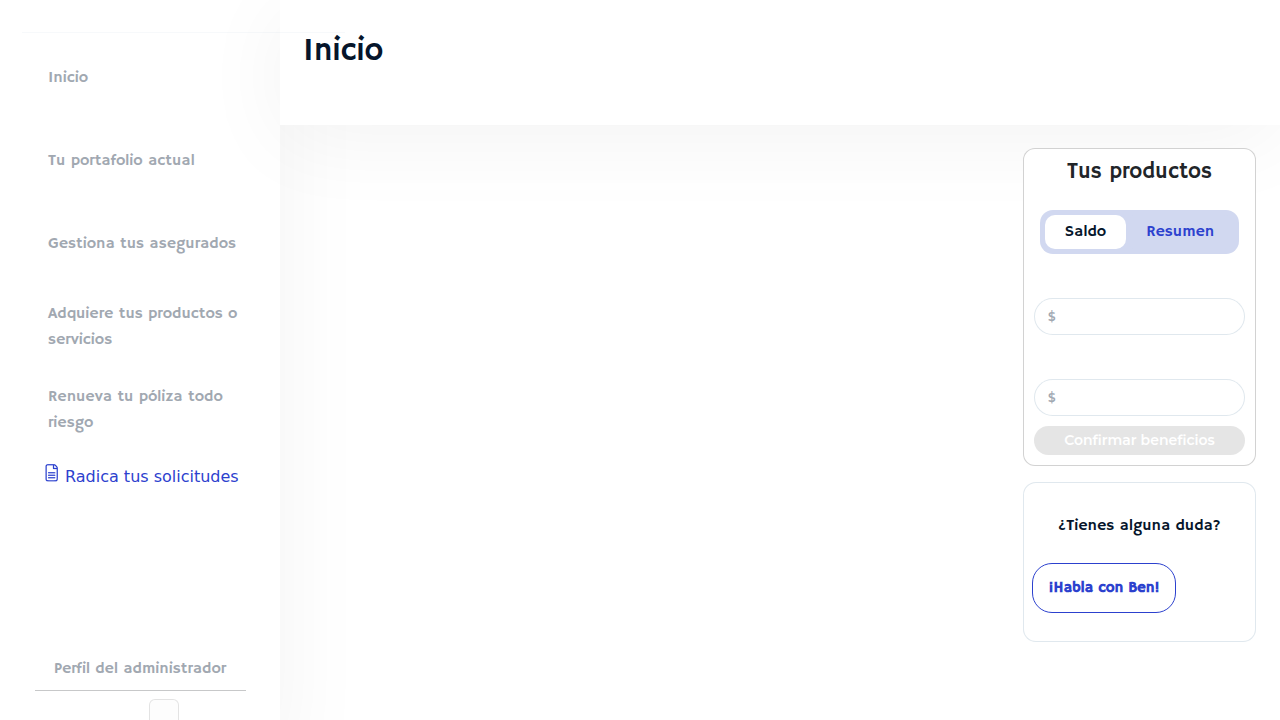 Inicio
Inicio
Tu portafolio actual
Gestiona tus asegurados
Adquiere tus productos o
servicios
Renueva tu póliza todo
riesgo
Radica tus solicitudes
Perfil del administrador
Tus productos
Saldo
Resumen
$
$
Confirmar beneficios
¿Tienes alguna duda?
¡Habla con Ben!